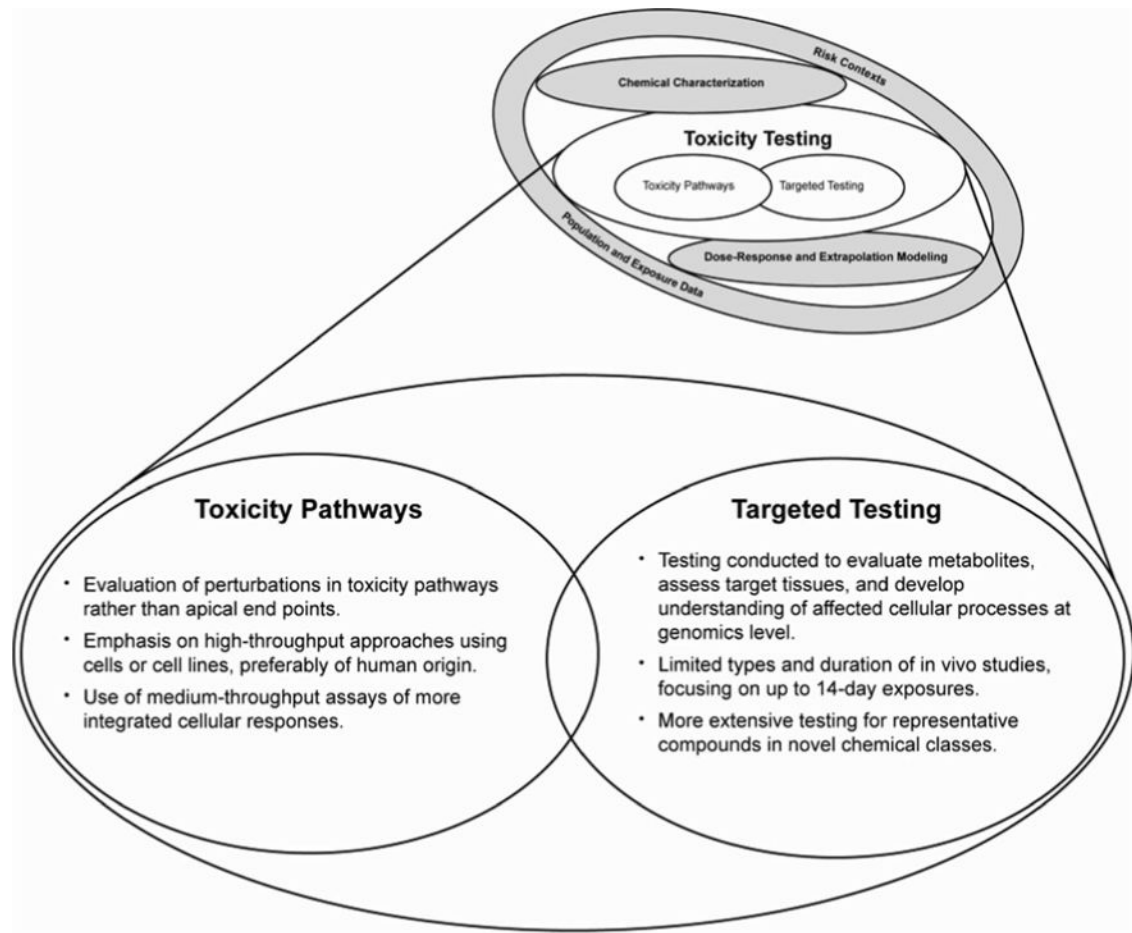 Risk Contexts
Chemical Characterization
Toxicity Testing
Toxicity Pathways
Targeted Testing
Population and Exposure Data
Dose-Response and Extrapolation Modeling
Toxicity Pathways
• Evaluation of perturbations in toxicity pathways
rather than apical end points.
• Emphasis on high-throughput approaches using
cells or cell lines, preferably of human origin.
• Use of medium-throughput assays of more
integrated cellular responses.
Targeted Testing
• Testing conducted to evaluate metabolites,
assess target tissues, and develop
understanding of affected cellular processes at
genomics level.
• Limited types and duration of in vivo studies,
focusing on up to 14-day exposures.
• More extensive testing for representative
compounds in novel chemical classes.